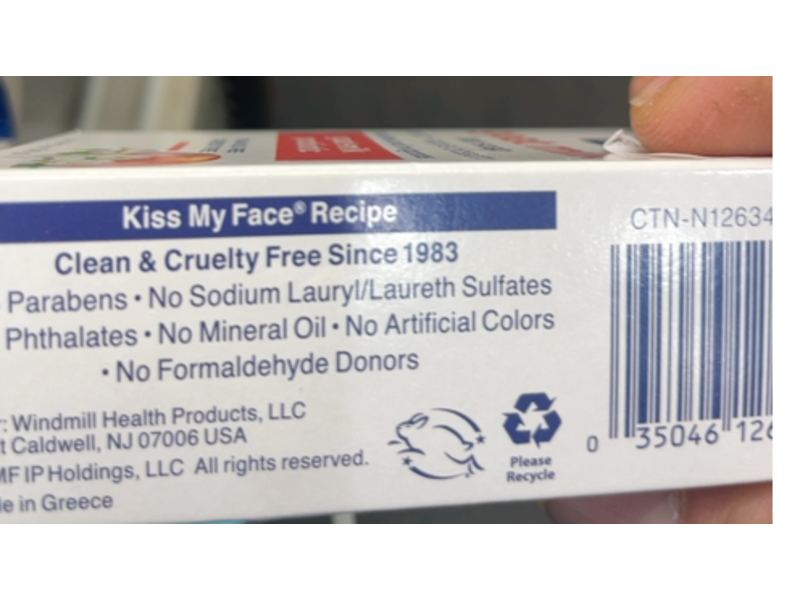 Kiss My Face® Recipe
Clean & Cruelty Free Since 1983
Parabens • No Sodium Lauryl/Laureth Sulfates
Phthalates • No Mineral Oil • No Artificial Colors
• No Formaldehyde Donors
: Windmill Health Products, LLC
t Caldwell, NJ 07006 USA
MF IP Holdings, LLC All rights reserved.
e in Greece
Please
Recycle
CTN-N12634
0 35046 126